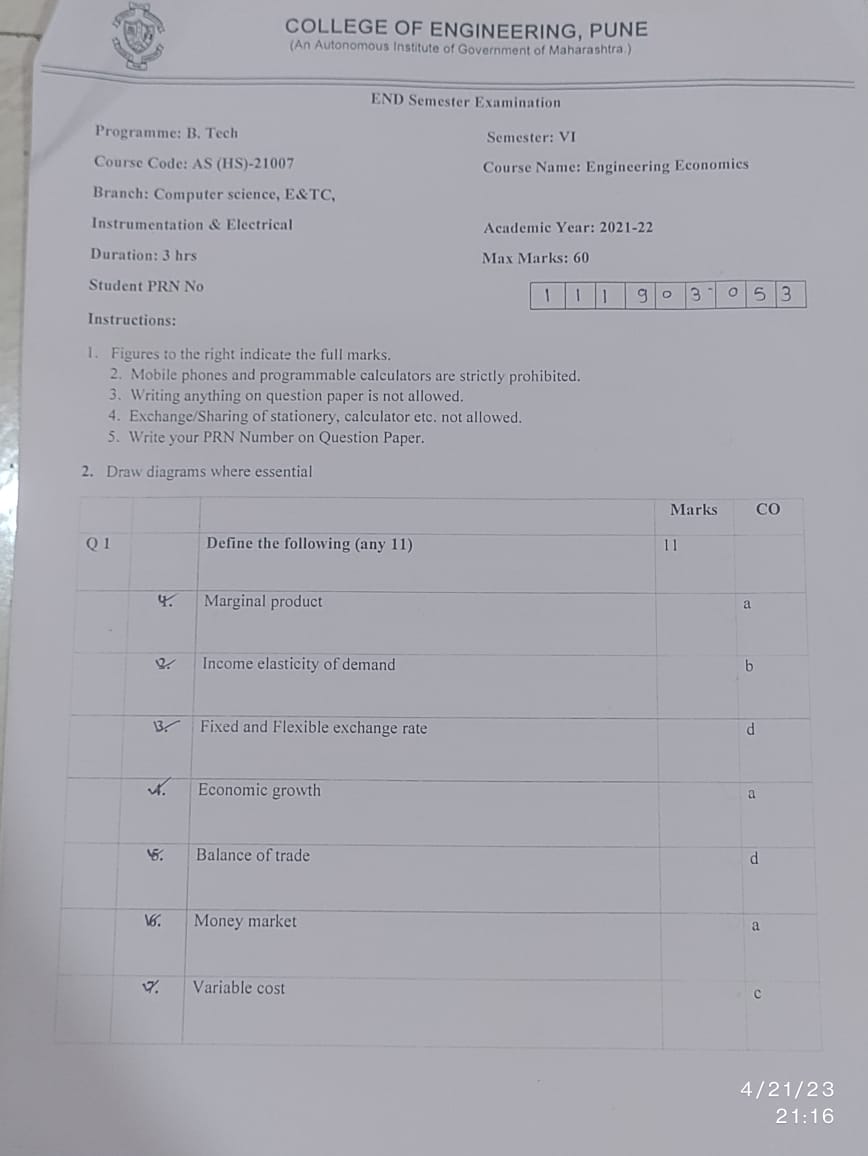 COLLEGE OF ENGINEERING, PUNE
(An Autonomous Institute of Government of Maharashtra.)
END Semester Examination
Programme: B. Tech
Semester: VI
Course Code: AS (HS)-21007
Course Name: Engineering Economics
Branch: Computer science, E&TC,
Instrumentation & Electrical
Academic Year: 2021-22
Duration: 3 hrs
Max Marks: 60
Student PRN No
1 1 1 9 0 3 0 5 3
Instructions:
1. Figures to the right indicate the full marks.
2. Mobile phones and programmable calculators are strictly prohibited.
3. Writing anything on question paper is not allowed.
4. Exchange/Sharing of stationery, calculator etc. not allowed.
5. Write your PRN Number on Question Paper.
2. Draw diagrams where essential
Marks CO
Q 1 Define the following (any 11) 11
Marginal product a
2. Income elasticity of demand b
3. Fixed and Flexible exchange rate d
4. Economic growth a
5. Balance of trade d
6. Money market a
7. Variable cost c
4/21/23
21:16